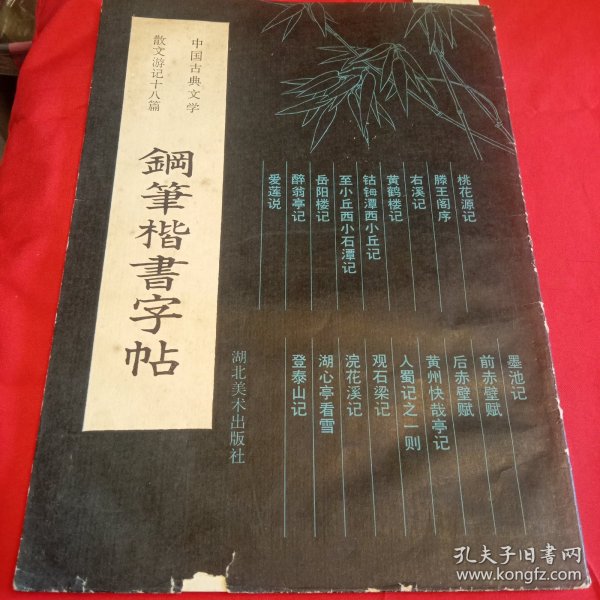 中国古典文学
散文游记十八篇
鋼筆楷書字帖
桃花源记
滕王阁序
右溪记
黄鹤楼记
钴鉧潭西小丘记
至小丘西小石潭记
岳阳楼记
醉翁亭记
爱莲说
墨池记
前赤壁赋
后赤壁赋
黄州快哉亭记
入蜀记之一则
观石梁记
浣花溪记
湖心亭看雪
登泰山记
湖北美术出版社
孔夫子旧书网
www.kongfz.com